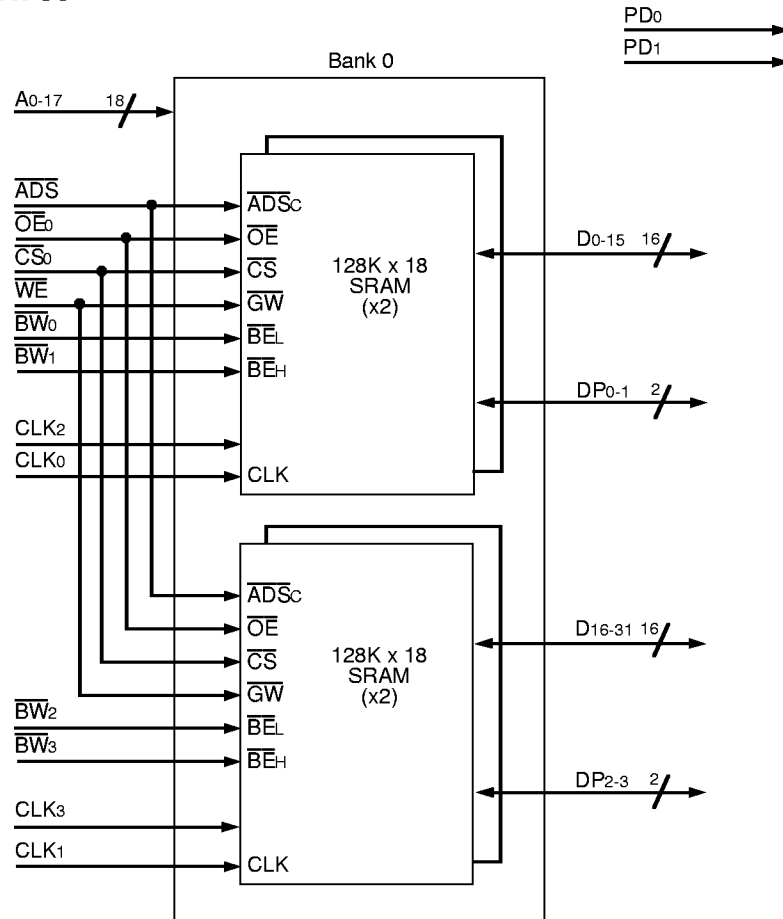 PD0
PD1
Bank 0
A0-17 18
ADS
OE0
CS0
WE
BW0
BW1
CLK2
CLK0
ADSC
OE
CS
GW
BEL
BEH
CLK
128K x 18
SRAM
(x2)
D0-15 16
DP0-1 2
BW2
BW3
CLK3
CLK1
ADSC
OE
CS
GW
BEL
BEH
CLK
128K x 18
SRAM
(x2)
D16-31 16
DP2-3 2